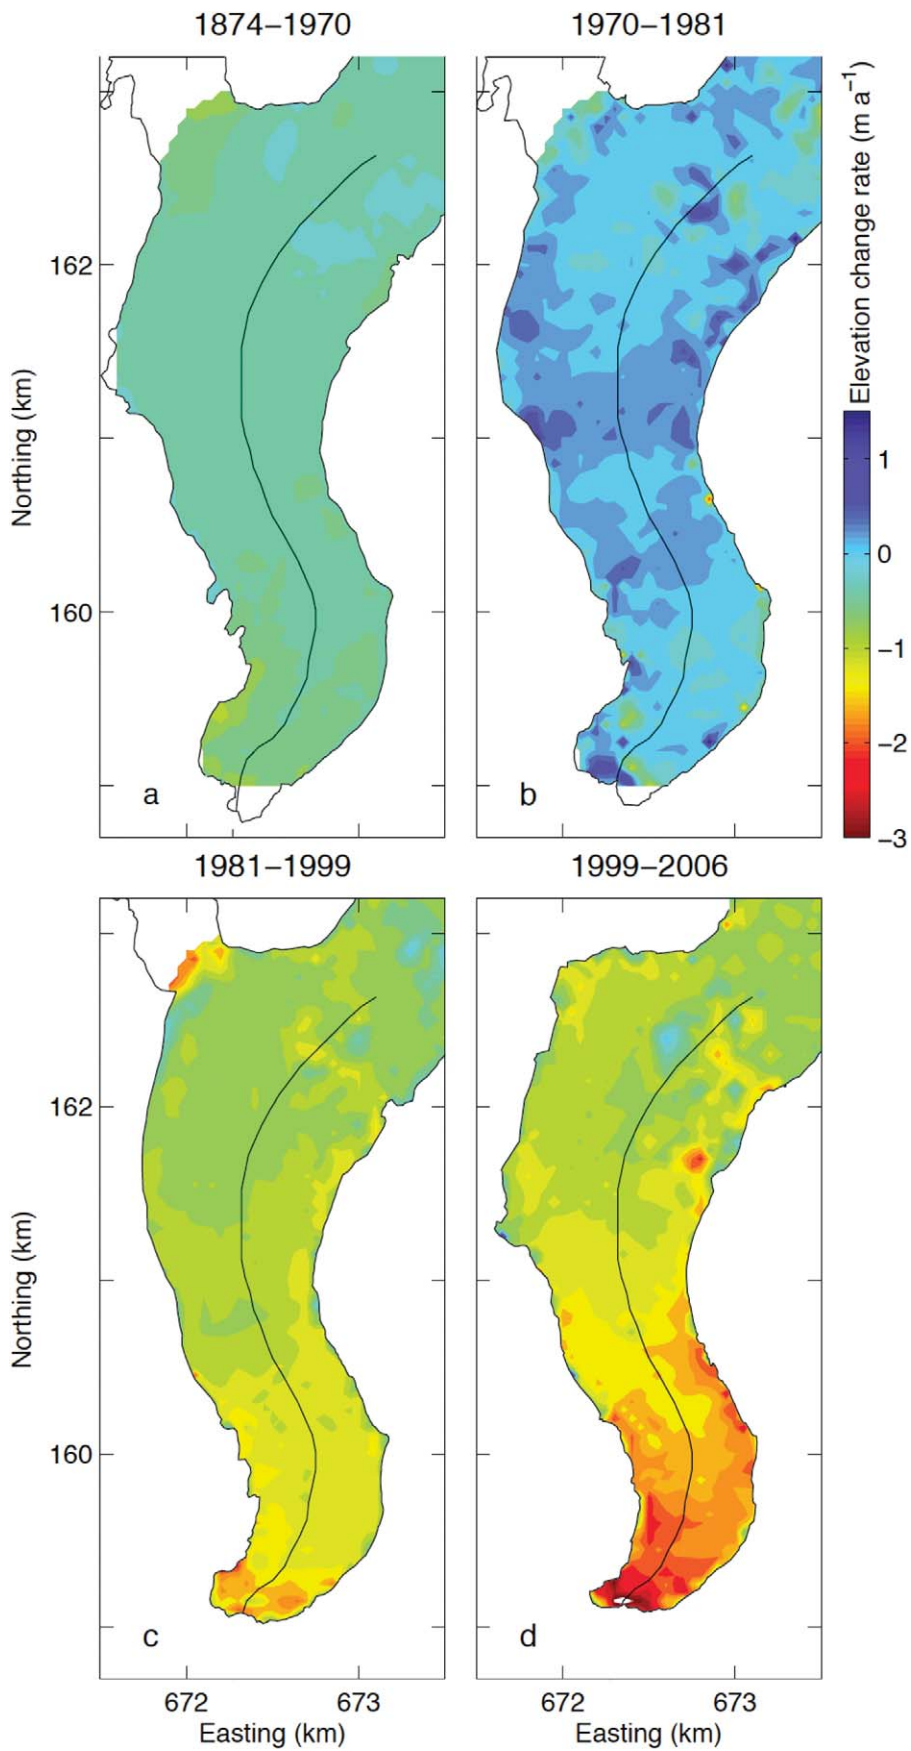 1874–1970
1970–1981
Elevation change rate (m a⁻¹)
Northing (km)
162
160
1
0
−1
−2
−3
a
b
1981–1999
1999–2006
Northing (km)
162
160
c
d
672
673
672
673
Easting (km)
Easting (km)